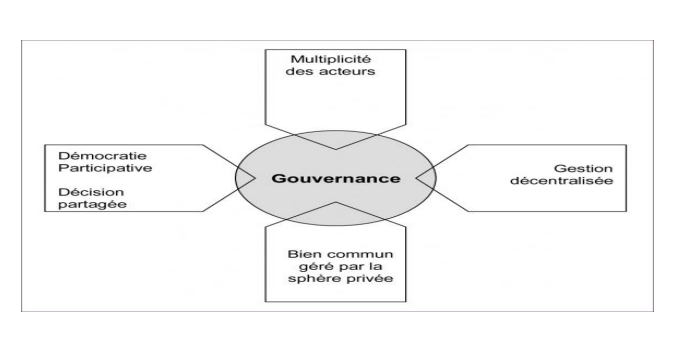 Multiplicité
des acteurs
Démocratie
Participative
Décision
partagée
Gouvernance
Gestion
décentralisée
Bien commun
géré par la
sphère privée